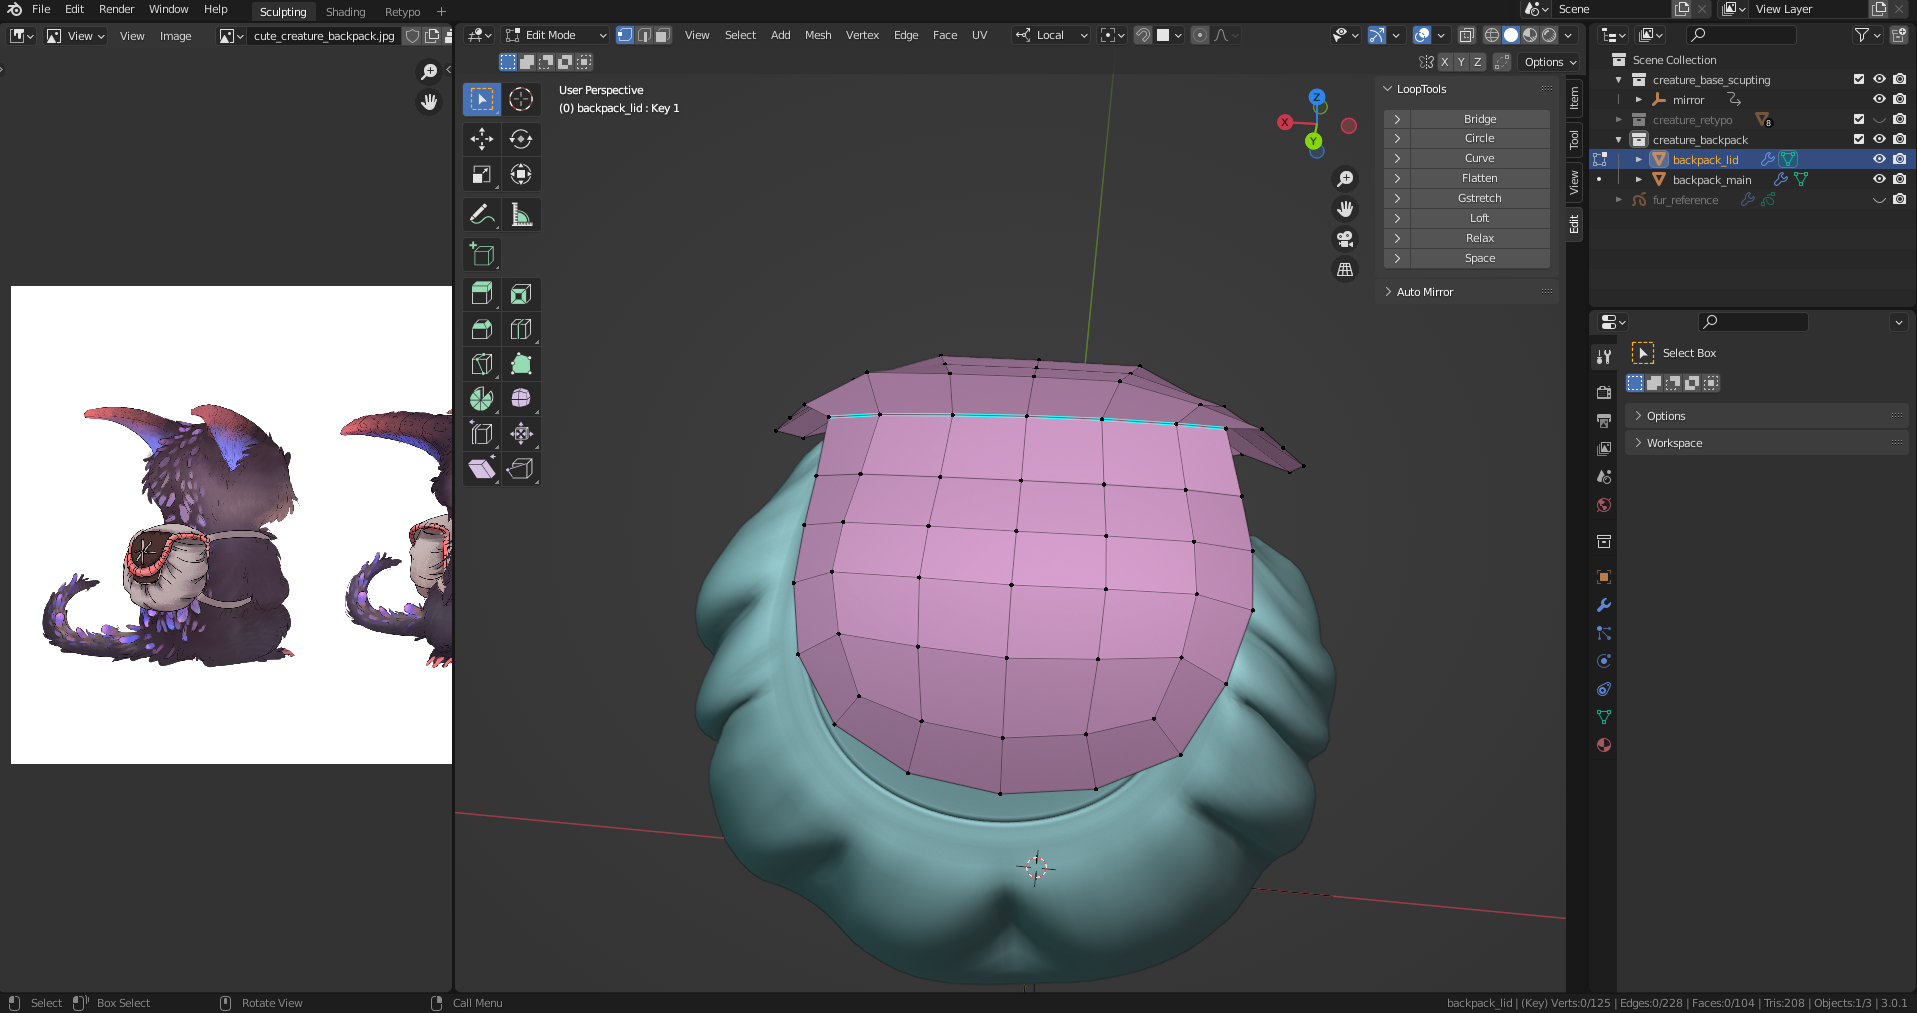 File Edit Render Window Help Sculpting Shading Retypo + Scene View Layer
View View Image cute_creature_backpack.jpg Edit Mode View Select Add Mesh Vertex Edge Face UV Local
X Y Z Options
User Perspective
(0) backpack_lid : Key 1
X
Y
Z
LoopTools
Bridge
Circle
Curve
Flatten
Gstretch
Loft
Relax
Space
Auto Mirror
Item
Tool
View
Edit
Scene Collection
creature_base_scupting
mirror
creature_retypo
8
creature_backpack
backpack_lid
backpack_main
fur_reference
Select Box
Options
Workspace
Select Box Select Rotate View Call Menu
backpack_lid | (Key) Verts:0/125 | Edges:0/228 | Faces:0/104 | Tris:208 | Objects:1/3 | 3.0.1